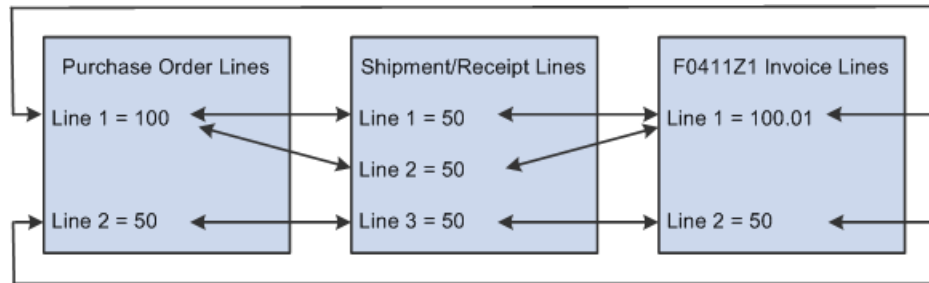 Purchase Order Lines
Line 1 = 100
Line 2 = 50
Shipment/Receipt Lines
Line 1 = 50
Line 2 = 50
Line 3 = 50
F0411Z1 Invoice Lines
Line 1 = 100.01
Line 2 = 50